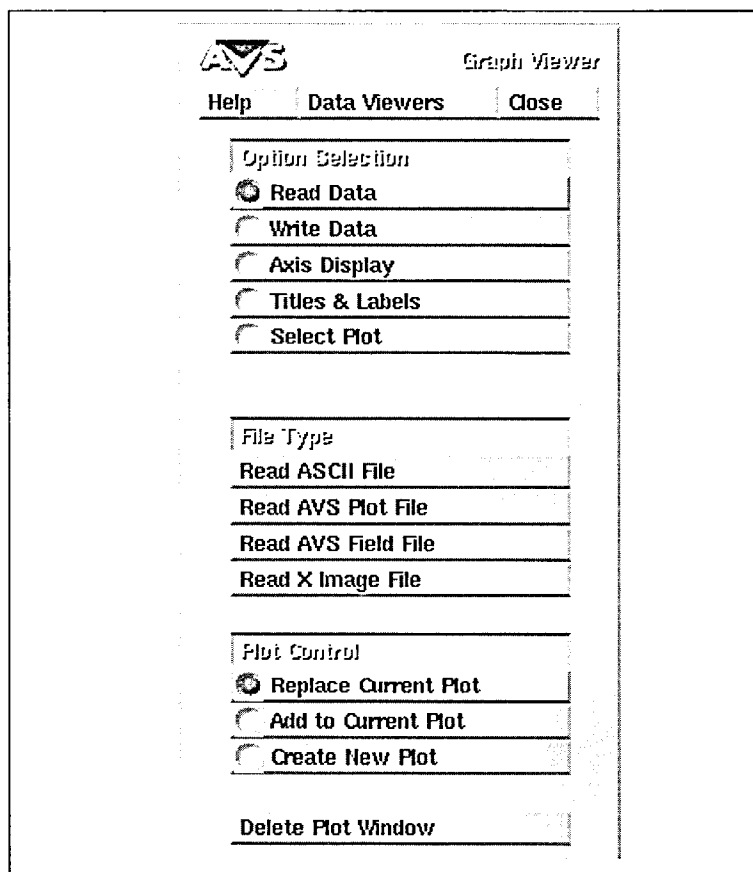 AVS Graph Viewer
Help Data Viewers Close
Option Selection
Read Data
Write Data
Axis Display
Titles & Labels
Select Plot
File Type
Read ASCII File
Read AVS Plot File
Read AVS Field File
Read X Image File
Plot Control
Replace Current Plot
Add to Current Plot
Create New Plot
Delete Plot Window